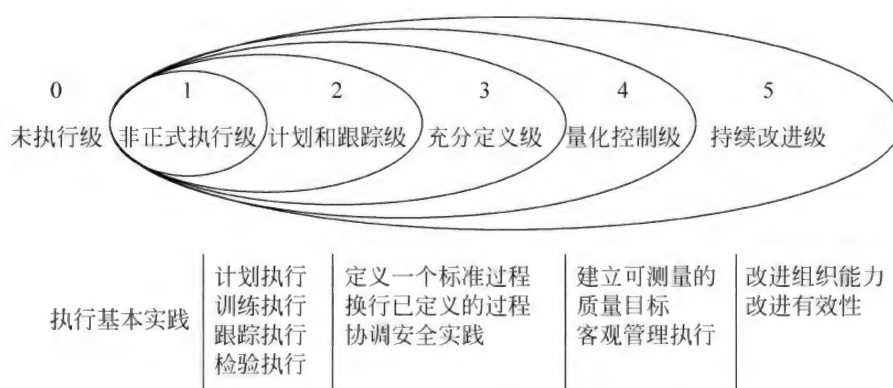 0 1 2 3 4 5
未执行级 非正式执行级 计划和跟踪级 充分定义级 量化控制级 持续改进级
执行基本实践
计划执行
训练执行
跟踪执行
检验执行
定义一个标准过程
换行已定义的过程
协调安全实践
建立可测量的
质量目标
客观管理执行
改进组织能力
改进有效性